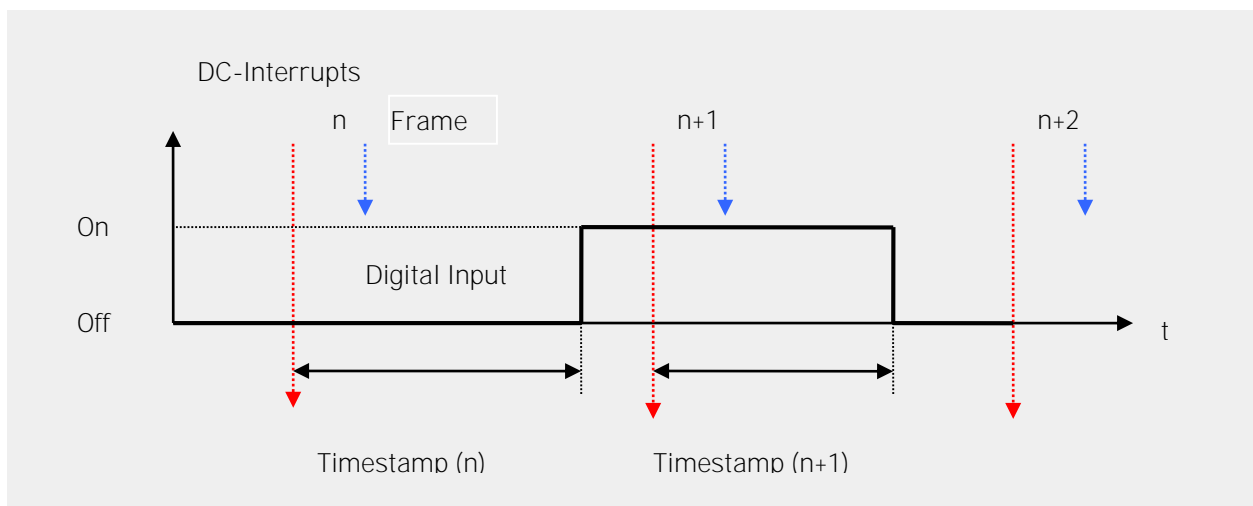 DC-Interrupts
n Frame n+1 n+2
On
Digital Input
Off
t
Timestamp (n) Timestamp (n+1)